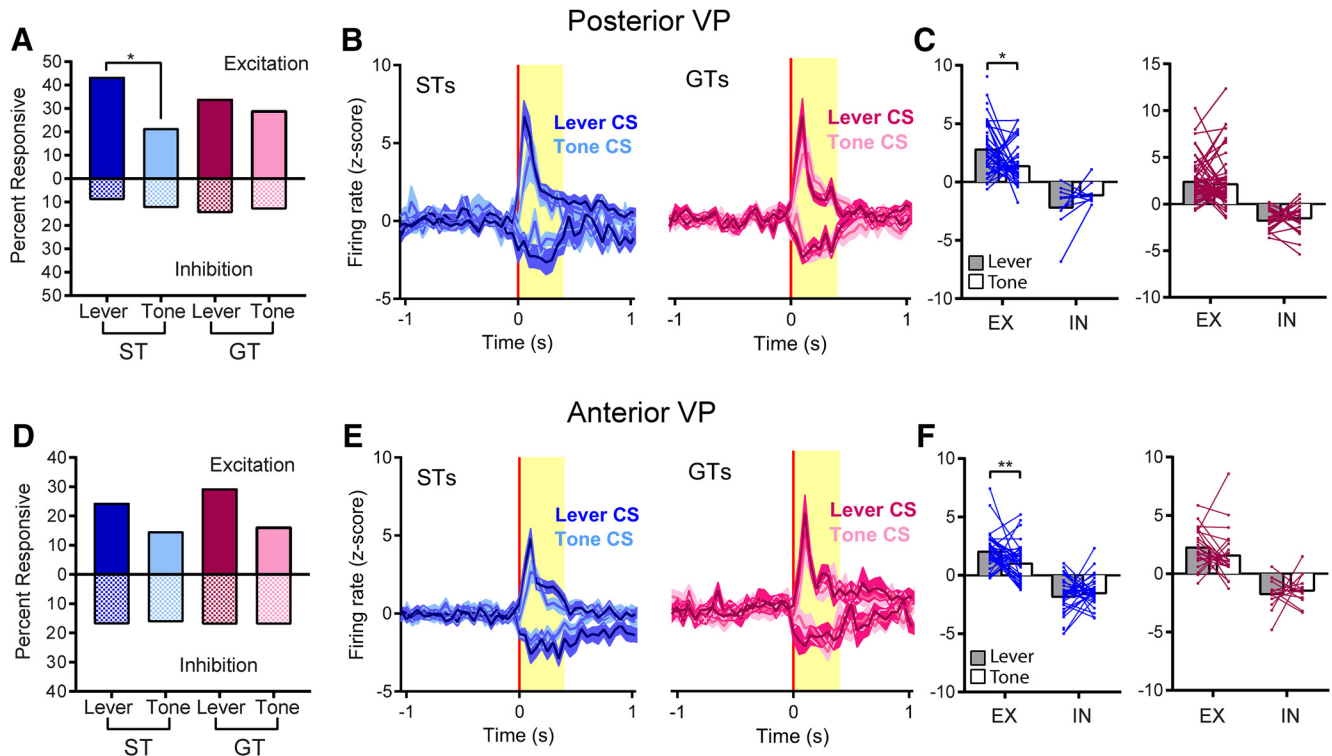 Posterior VP
A
Percent Responsive
50
40
30
20
10
0
10
20
30
40
50
Excitation
*
Inhibition
Lever Tone Lever Tone
ST GT
B
Firing rate (z-score)
10
5
0
-5
STs
Lever CS
Tone CS
-1 0 1
Time (s)
GTs
Lever CS
Tone CS
-1 0 1
Time (s)
C
10
5
0
-5
-10
*
Lever
Tone
EX IN
15
10
5
0
-5
-10
EX IN
Anterior VP
D
Percent Responsive
40
30
20
10
0
10
20
30
40
Excitation
Inhibition
Lever Tone Lever Tone
ST GT
E
Firing rate (z-score)
10
5
0
-5
STs
Lever CS
Tone CS
-1 0 1
Time (s)
GTs
Lever CS
Tone CS
-1 0 1
Time (s)
F
10
5
0
-5
-10
**
Lever
Tone
EX IN
10
5
0
-5
-10
EX IN